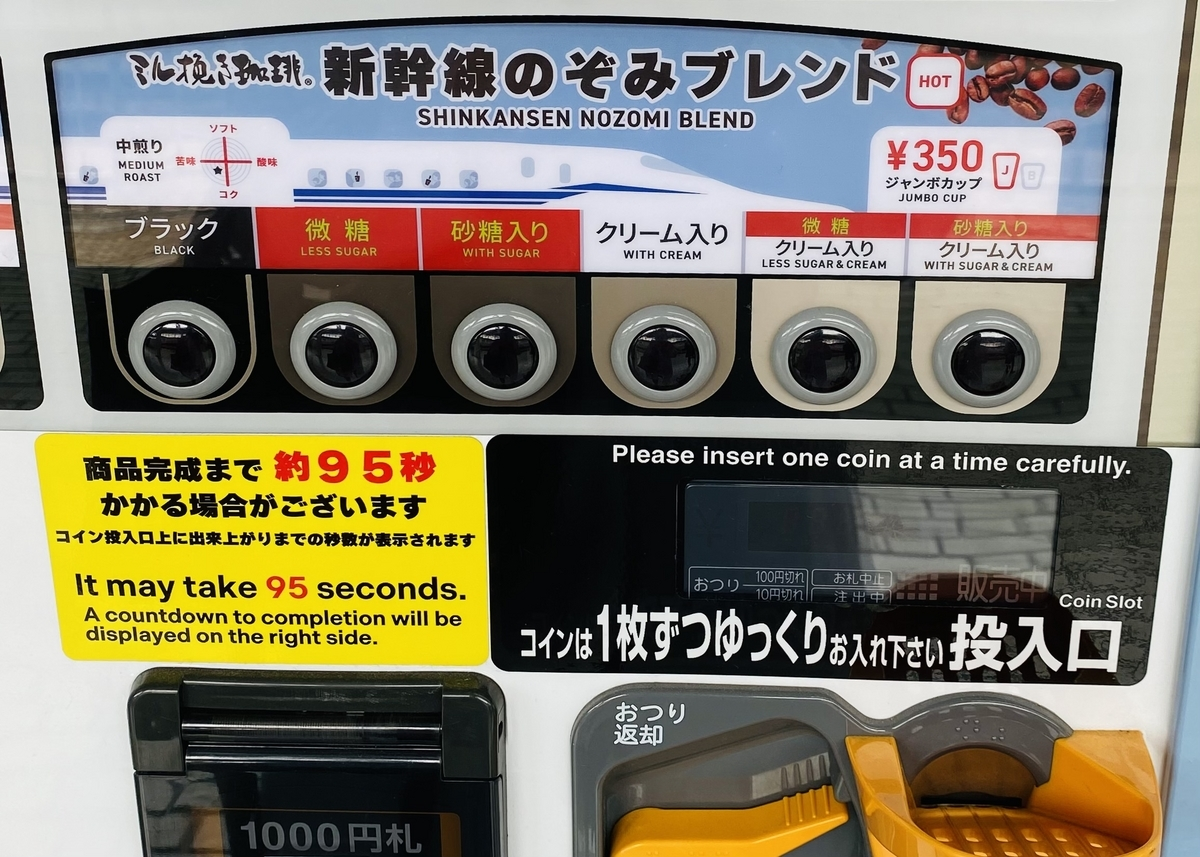 ミル挽き珈琲® 新幹線のぞみブレンド HOT
SHINKANSEN NOZOMI BLEND
中煎り
MEDIUM
ROAST
ソフト
苦味
酸味
コク
¥350
ジャンボカップ
JUMBO CUP
J
B
ブラック
BLACK
微糖
LESS SUGAR
砂糖入り
WITH SUGAR
クリーム入り
WITH CREAM
微糖
クリーム入り
LESS SUGAR & CREAM
砂糖入り
クリーム入り
WITH SUGAR & CREAM
商品完成まで 約95秒
かかる場合がございます
コイン投入口上に出来上がりまでの秒数が表示されます
It may take 95 seconds.
A countdown to completion will be
displayed on the right side.
Please insert one coin at a time carefully.
おつり
100円切れ
10円切れ
お札中止
注出中
販売中
Coin Slot
コインは1枚ずつゆっくりお入れ下さい 投入口
おつり
返却
1000円札